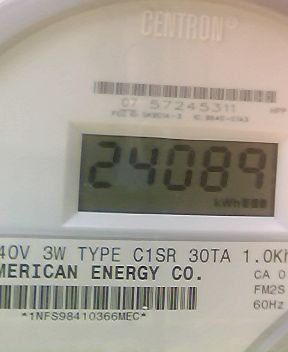 CENTRON®
07 57245311
24089
kWh
40V 3W TYPE C1SR 30TA 1.0Kh
MERICAN ENERGY CO.
CA 0
FM2S
60Hz
*1NFS98410366MEC*